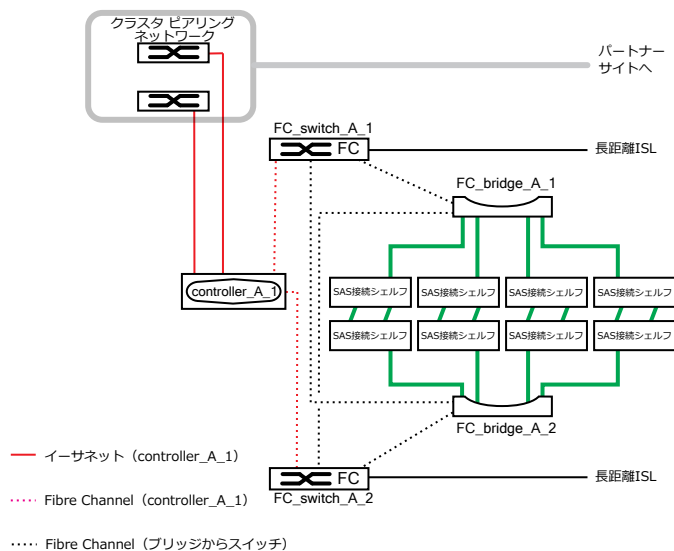 クラスタ ピアリング
ネットワーク
パートナー
サイトへ
FC_switch_A_1
FC
長距離ISL
FC_bridge_A_1
controller_A_1
SAS接続シェルフ
SAS接続シェルフ
SAS接続シェルフ
SAS接続シェルフ
SAS接続シェルフ
SAS接続シェルフ
SAS接続シェルフ
SAS接続シェルフ
FC_bridge_A_2
イーサネット（controller_A_1）
FC
長距離ISL
FC_switch_A_2
Fibre Channel（controller_A_1）
Fibre Channel（ブリッジからスイッチ）